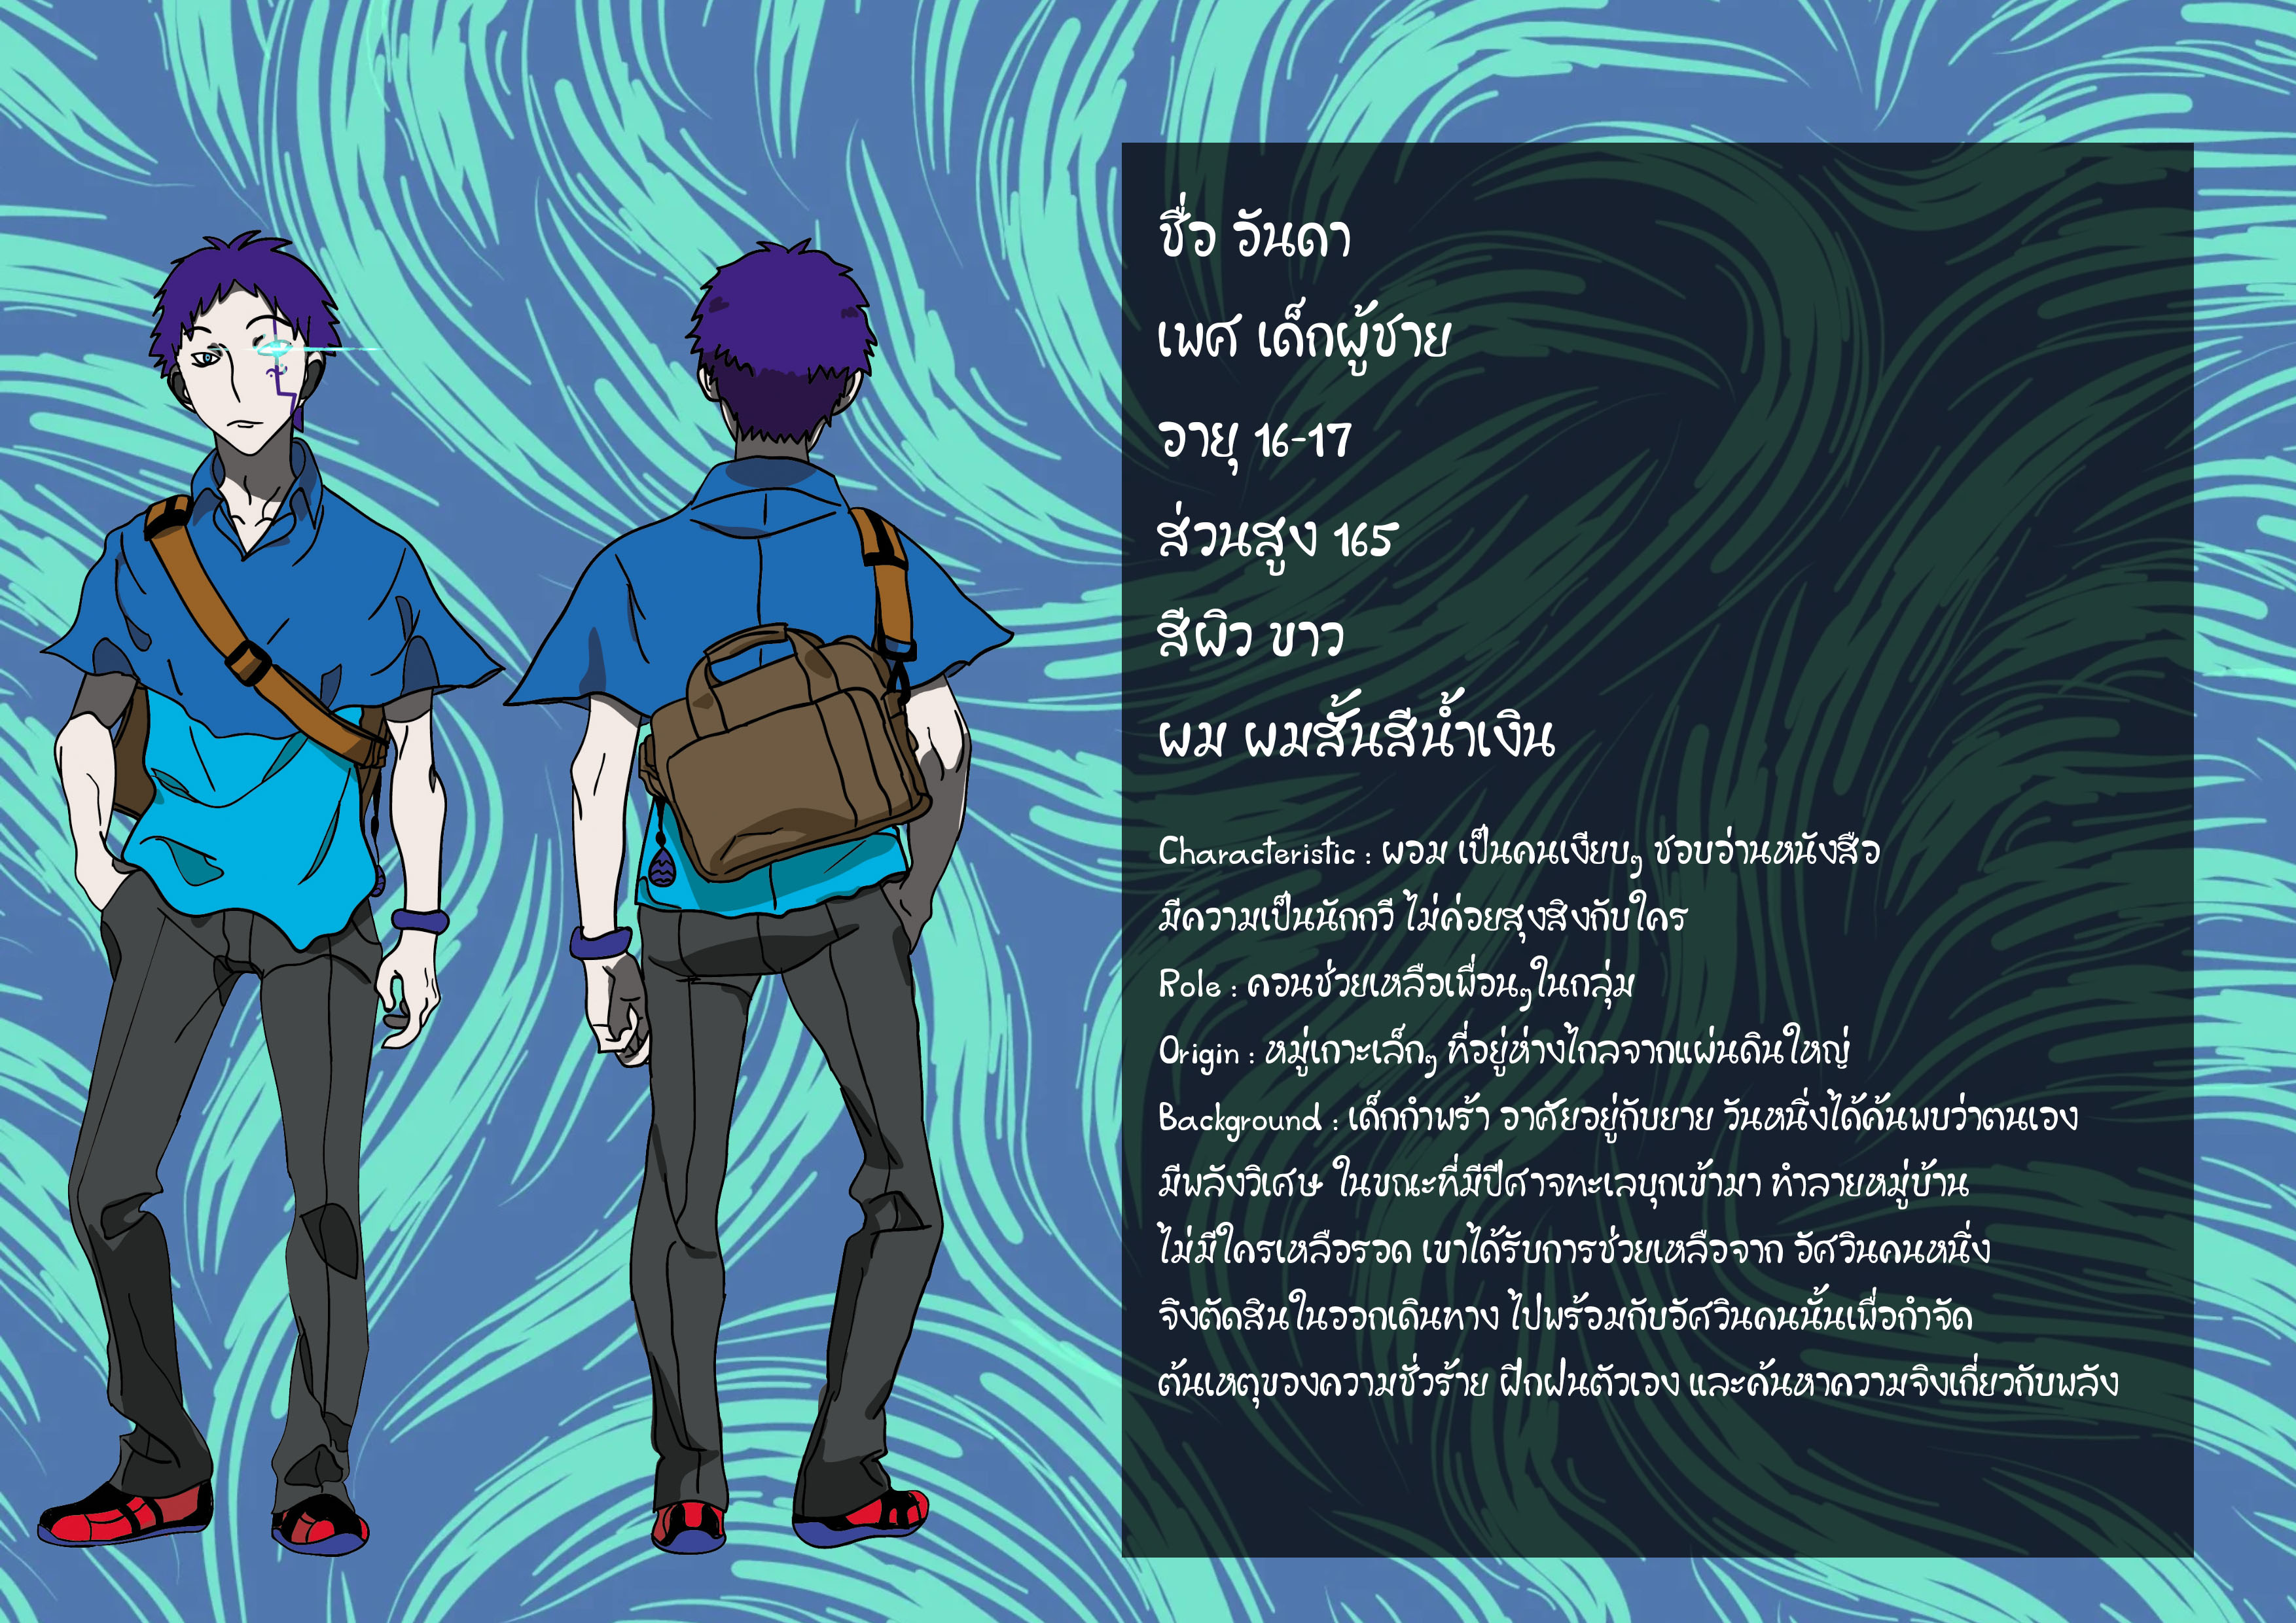 ชื่อ อันดา
เพศ เด็กผู้ชาย
อายุ 16-17
ส่วนสูง 165
สีผิว ขาว
ผม ผมสั้นสีน้ำเงิน
Characteristic : ผอม เป็นคนเงียบๆ ชอบอ่านหนังสือ
มีความเป็นนักกวี ไม่ค่อยสุงสิงกับใคร
Role : คอนช่วยเหลือเพื่อนๆในกลุ่ม
Origin : หมู่เกาะเล็กๆ ที่อยู่ห่างไกลจากแผ่นดินใหญ่
Background : เด็กกำพร้า อาศัยอยู่กับยาย วันหนึ่งได้ค้นพบว่าตนเอง
มีพลังวิเศษ ในขณะที่มีปีศาจทะเลบุกเข้ามา ทำลายหมู่บ้าน
ไม่มีใครเหลือรอด เขาได้รับการช่วยเหลือจาก อัศวินคนหนึ่ง
จึงตัดสินในออกเดินทาง ไปพร้อมกับอัศวินคนนั้นเพื่อกำจัด
ต้นเหตุของความชั่วร้าย ฝึกฝนตัวเอง และค้นหาความจิงเกี่ยวกับพลัง